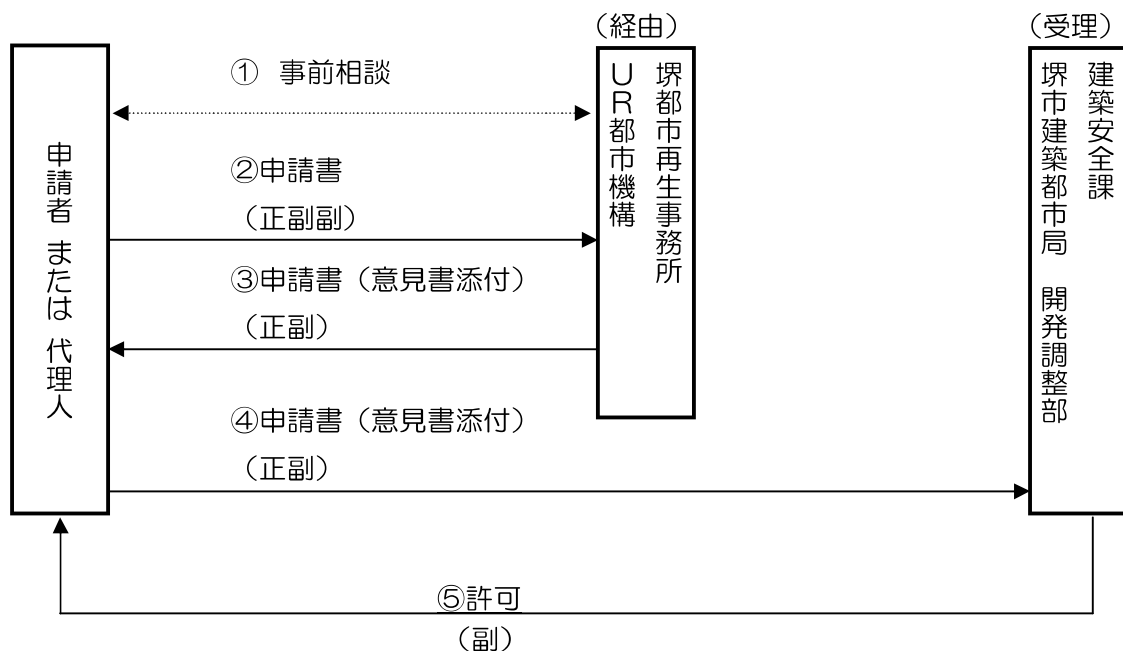 （経由）
（受理）
申請者 または 代理人
① 事前相談
②申請書
（正副副）
③申請書（意見書添付）
（正副）
④申請書（意見書添付）
（正副）
堺都市再生事務所
ＵＲ都市機構
建築安全課
堺市建築都市局 開発調整部
⑤許可
（副）